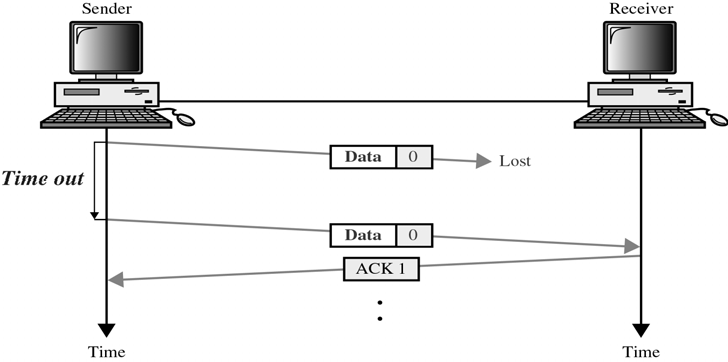 Sender
Receiver
Data 0
Lost
Time out
Data 0
ACK 1
Time
Time